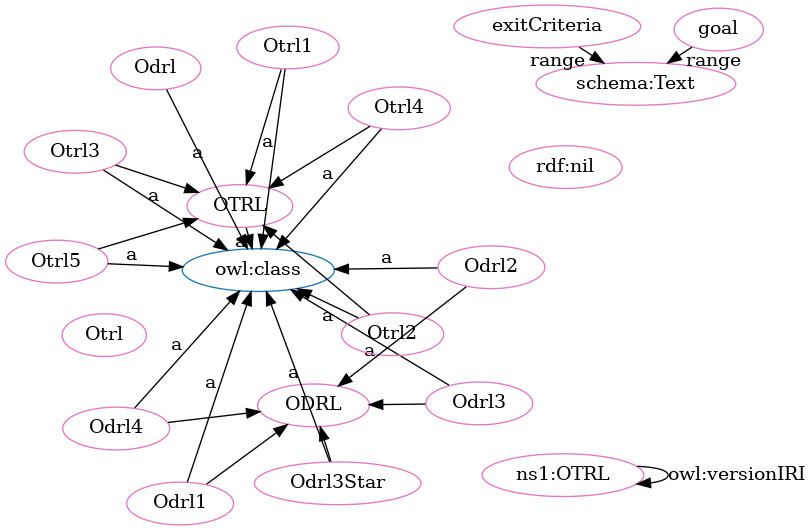 exitCriteria
goal
Otrl1
Odrl
range
range
schema:Text
Otrl4
a
Otrl3
a
rdf:nil
a
a
OTRL
a
Otrl5
a
a
owl:class
Odrl2
a
Otrl
Otrl2
a
a
a
a
ODRL
Odrl3
Odrl4
Odrl3Star
ns1:OTRL
owl:versionIRI
Odrl1